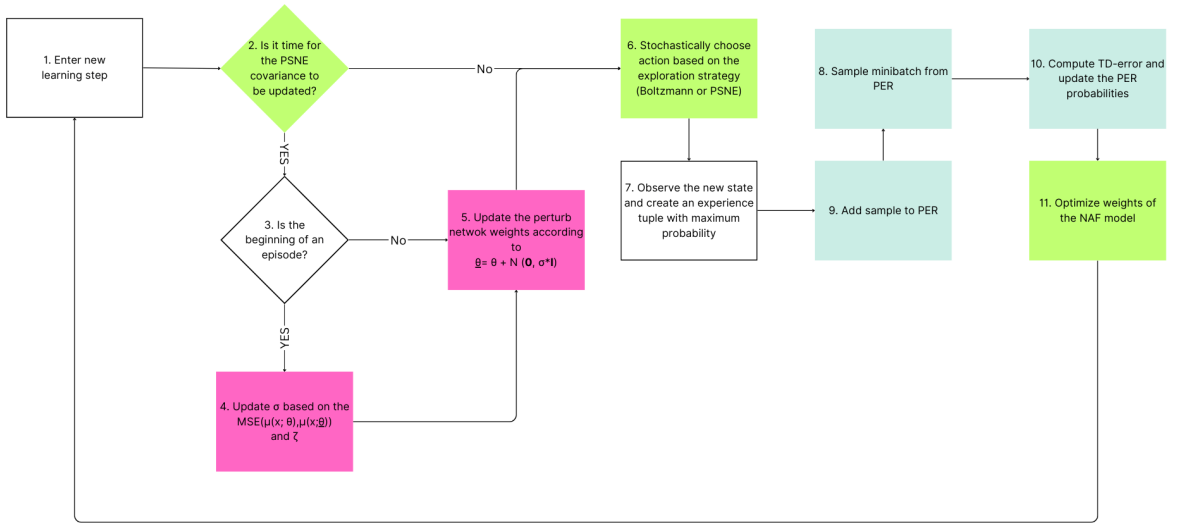 1. Enter new
learning step
2. Is it time for
the PSNE
covariance to
be updated?
No
YES
3. Is the
beginning of an
episode?
No
YES
4. Update σ based on the
MSE(μ(x; θ),μ(x;θ))
and ζ
5. Update the perturb
netwok weights according
to
θ= θ + N (0, σ*I)
6. Stochastically choose
action based on the
exploration strategy
(Boltzmann or PSNE)
7. Observe the new state
and create an experience
tuple with maximum
probability
8. Sample minibatch from
PER
9. Add sample to PER
10. Compute TD-error and
update the PER
probabilities
11. Optimize weights of
the NAF model